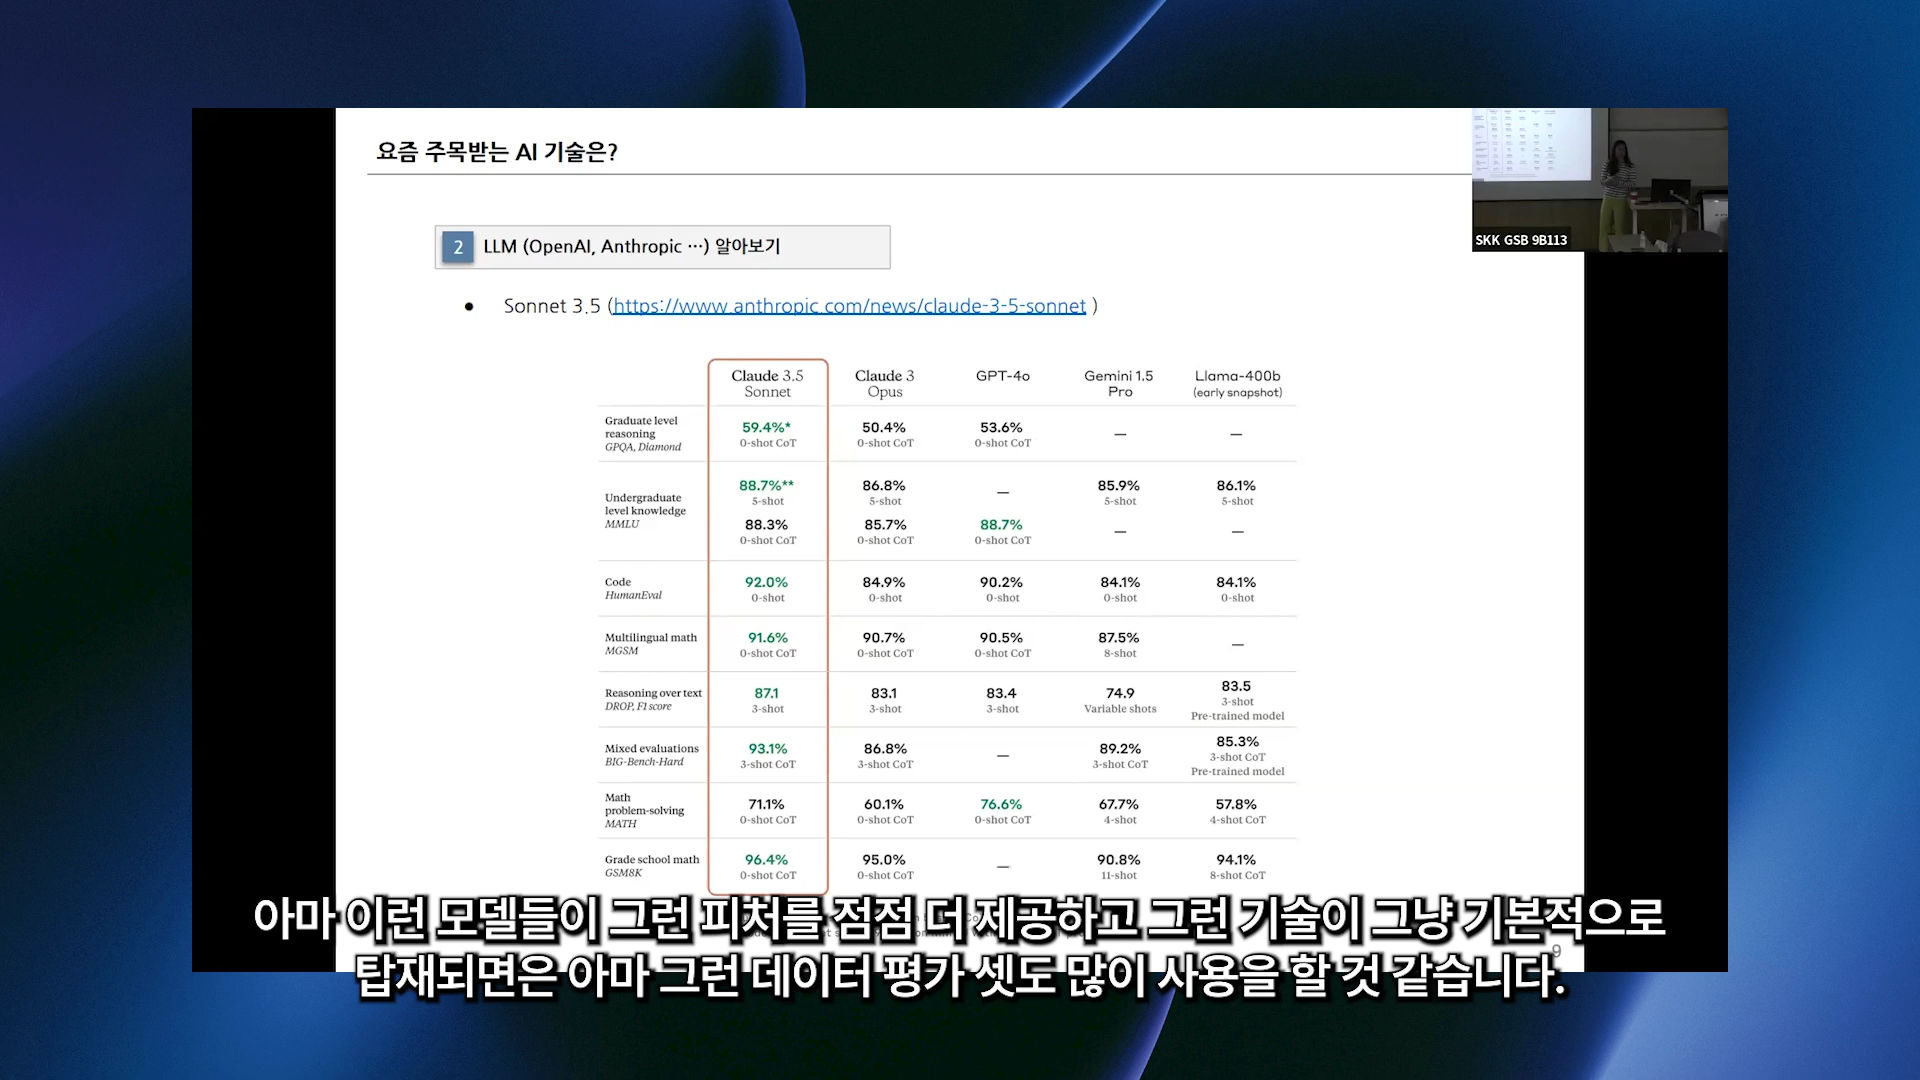 요즘 주목받는 AI 기술은?
SKK GSB 9B113
2 LLM (OpenAI, Anthropic ⋯) 알아보기
● Sonnet 3.5 (https://www.anthropic.com/news/claude-3-5-sonnet )
Claude 3.5 Sonnet
Claude 3 Opus
GPT-4o
Gemini 1.5 Pro
Llama-400b (early snapshot)
Graduate level
reasoning
GPQA, Diamond
59.4%* 50.4% 53.6% — —
0-shot CoT 0-shot CoT 0-shot CoT
Undergraduate
level knowledge
MMLU
88.7%** 86.8% — 85.9% 86.1%
5-shot 5-shot 5-shot 5-shot
88.3% 85.7% 88.7% — —
0-shot CoT 0-shot CoT 0-shot CoT
Code
HumanEval
92.0% 84.9% 90.2% 84.1% 84.1%
0-shot 0-shot 0-shot 0-shot 0-shot
Multilingual math
MGSM
91.6% 90.7% 90.5% 87.5% —
0-shot CoT 0-shot CoT 0-shot CoT 8-shot
Reasoning over text
DROP, F1 score
87.1 83.1 83.4 74.9 83.5
3-shot 3-shot 3-shot Variable shots 3-shot
Pre-trained model
Mixed evaluations
BIG-Bench-Hard
93.1% 86.8% — 89.2% 85.3%
3-shot CoT 3-shot CoT 3-shot CoT 3-shot CoT
Pre-trained model
Math
problem-solving
MATH
71.1% 60.1% 76.6% 67.7% 57.8%
0-shot CoT 0-shot CoT 0-shot CoT 4-shot 4-shot CoT
Grade school math
GSM8K
96.4% 95.0% — 90.8% 94.1%
0-shot CoT 0-shot CoT 11-shot 8-shot CoT
아마 이런 모델들이 그런 피처를 점점 더 제공하고 그런 기술이 그냥 기본적으로
탑재되면은 아마 그런 데이터 평가 셋도 많이 사용을 할 것 같습니다.
9